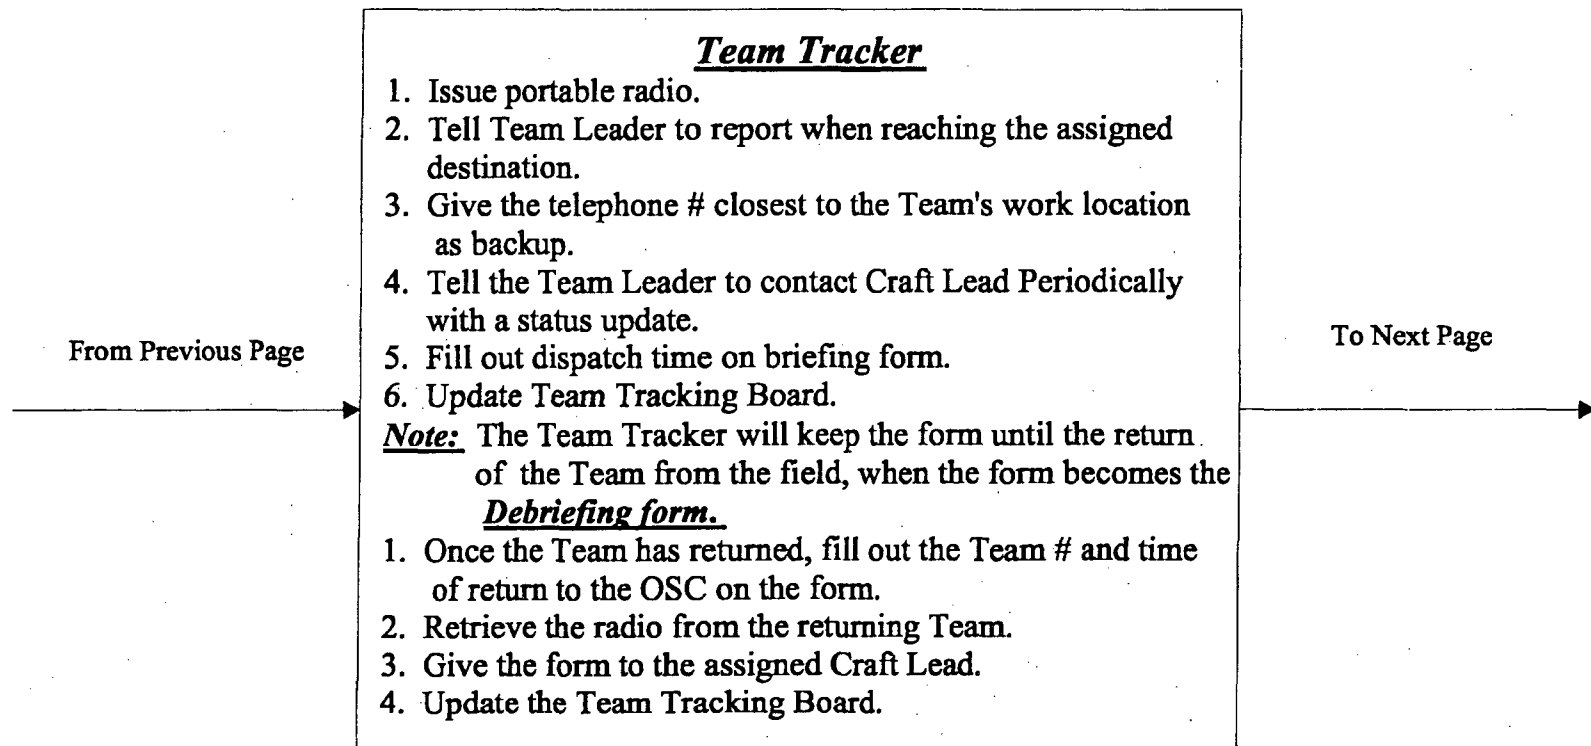 Team Tracker
1. Issue portable radio.
2. Tell Team Leader to report when reaching the assigned
destination.
3. Give the telephone # closest to the Team's work location
as backup.
4. Tell the Team Leader to contact Craft Lead Periodically
with a status update.
5. Fill out dispatch time on briefing form.
6. Update Team Tracking Board.
Note: The Team Tracker will keep the form until the return
of the Team from the field, when the form becomes the
Debriefing form.
1. Once the Team has returned, fill out the Team # and time
of return to the OSC on the form.
2. Retrieve the radio from the returning Team.
3. Give the form to the assigned Craft Lead.
4. Update the Team Tracking Board.
From Previous Page
To Next Page